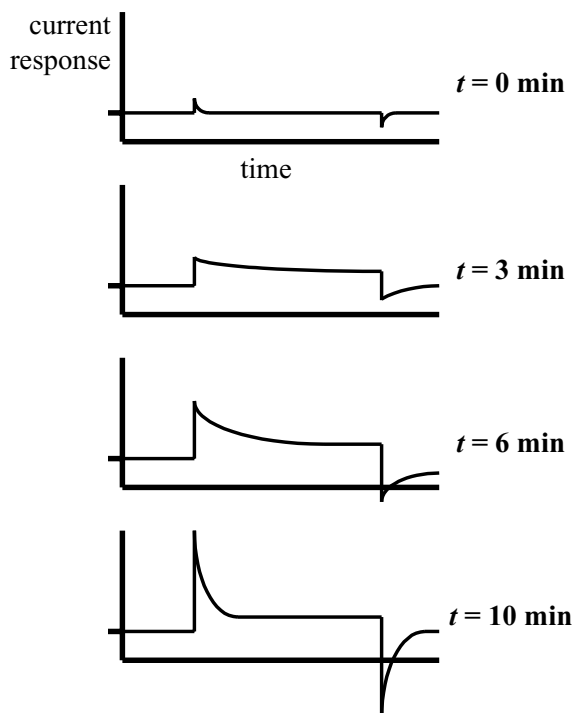 current
response
t = 0 min
time
t = 3 min
t = 6 min
t = 10 min